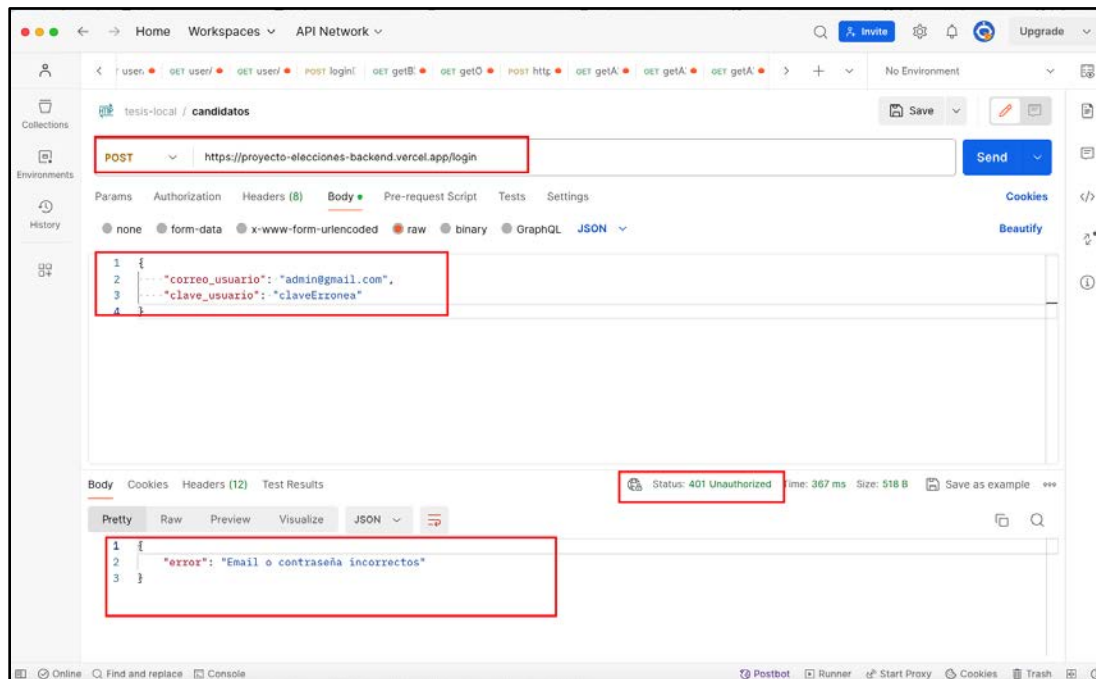 Home Workspaces API Network Invite Upgrade
user, GET user/ GET user/ POST login( GET getB: GET getO POST http GET getA: GET getA: GET getA: No Environment
tesis-local / candidatos Save
Collections
POST https://proyecto-elecciones-backend.vercel.app/login Send
Environments
Params Authorization Headers (8) Body Pre-request Script Tests Settings Cookies
History
none form-data x-www-form-urlencoded raw binary GraphQL JSON Beautify
1 {
2 "correo_usuario": "admin@gmail.com",
3 "clave_usuario": "claveErronea"
4 }
Body Cookies Headers (12) Test Results Status: 401 Unauthorized Time: 367 ms Size: 518 B Save as example
Pretty Raw Preview Visualize JSON
1 {
2 "error": "Email o contraseña incorrectos"
3 }
Online Find and replace Console Postbot Runner Start Proxy Cookies Trash